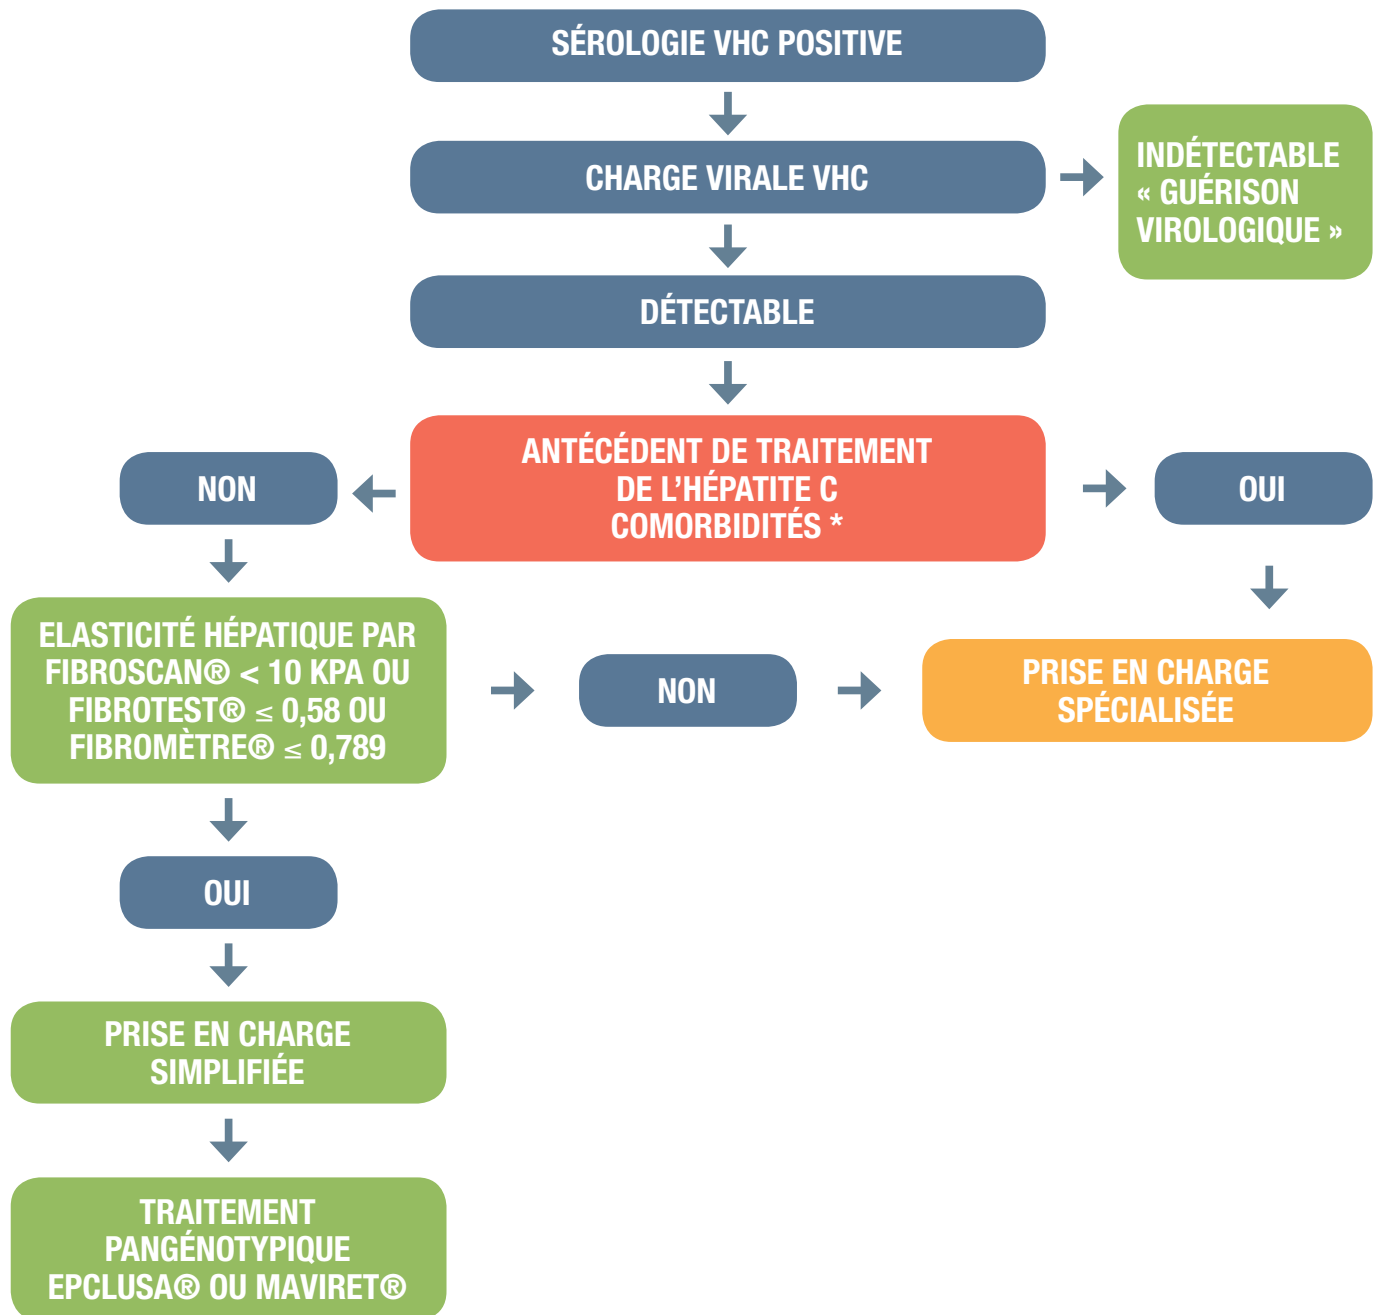 SÉROLOGIE VHC POSITIVE
CHARGE VIRALE VHC
INDÉTECTABLE
« GUÉRISON
VIROLOGIQUE »
DÉTECTABLE
ANTÉCÉDENT DE TRAITEMENT
DE L'HÉPATITE C
COMORBIDITÉS *
NON
OUI
ELASTICITÉ HÉPATIQUE PAR
FIBROSCAN® < 10 KPA OU
FIBROTEST® ≤ 0,58 OU
FIBROMÈTRE® ≤ 0,789
NON
PRISE EN CHARGE
SPÉCIALISÉE
OUI
PRISE EN CHARGE
SIMPLIFIÉE
TRAITEMENT
PANGÉNOTYPIQUE
EPCLUSA® OU MAVIRET®